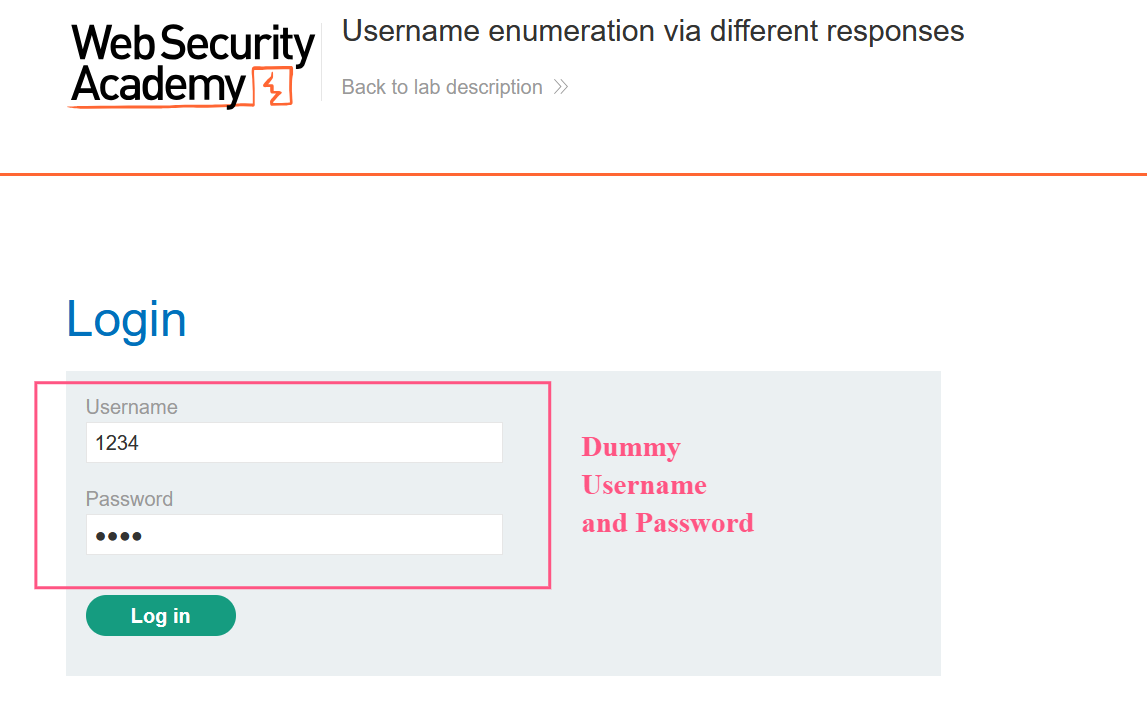 Web Security
Academy
Username enumeration via different responses
Back to lab description
Login
Username
1234
Password
Dummy
Username
and Password
Log in